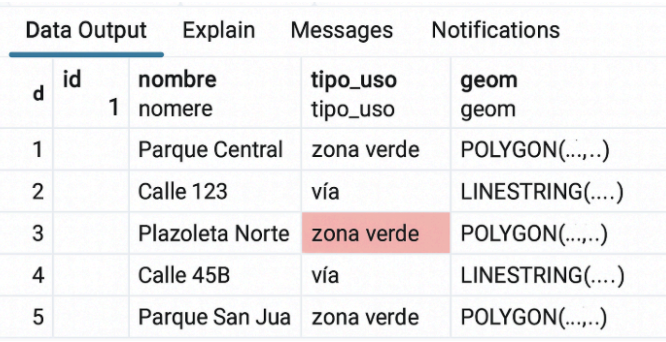 Data Output Explain Messages Notifications
d id nombre tipo_uso geom
1 nomere tipo_uso geom
1 Parque Central zona verde POLYGON(...,..)
2 Calle 123 vía LINESTRING(....)
3 Plazoleta Norte zona verde POLYGON(...,..)
4 Calle 45B vía LINESTRING(....)
5 Parque San Jua zona verde POLYGON(...,..)